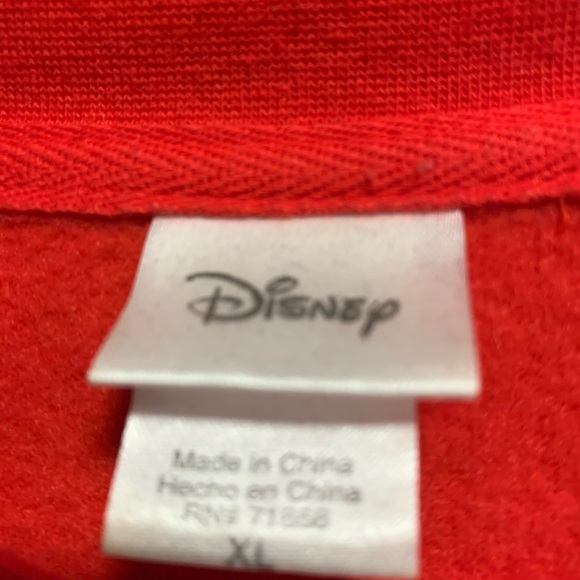 Disney
Made in China
Hecho en China
RN#
XL